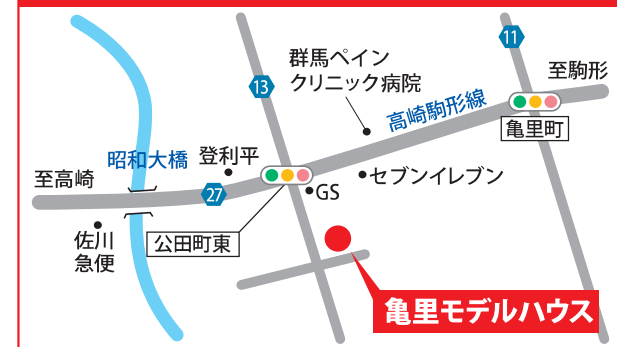 11
至駒形
群馬ペイン
クリニック病院
13
高崎駒形線
亀里町
昭和大橋
登利平
セブンイレブン
至高崎
27
GS
佐川
急便
公田町東
亀里モデルハウス